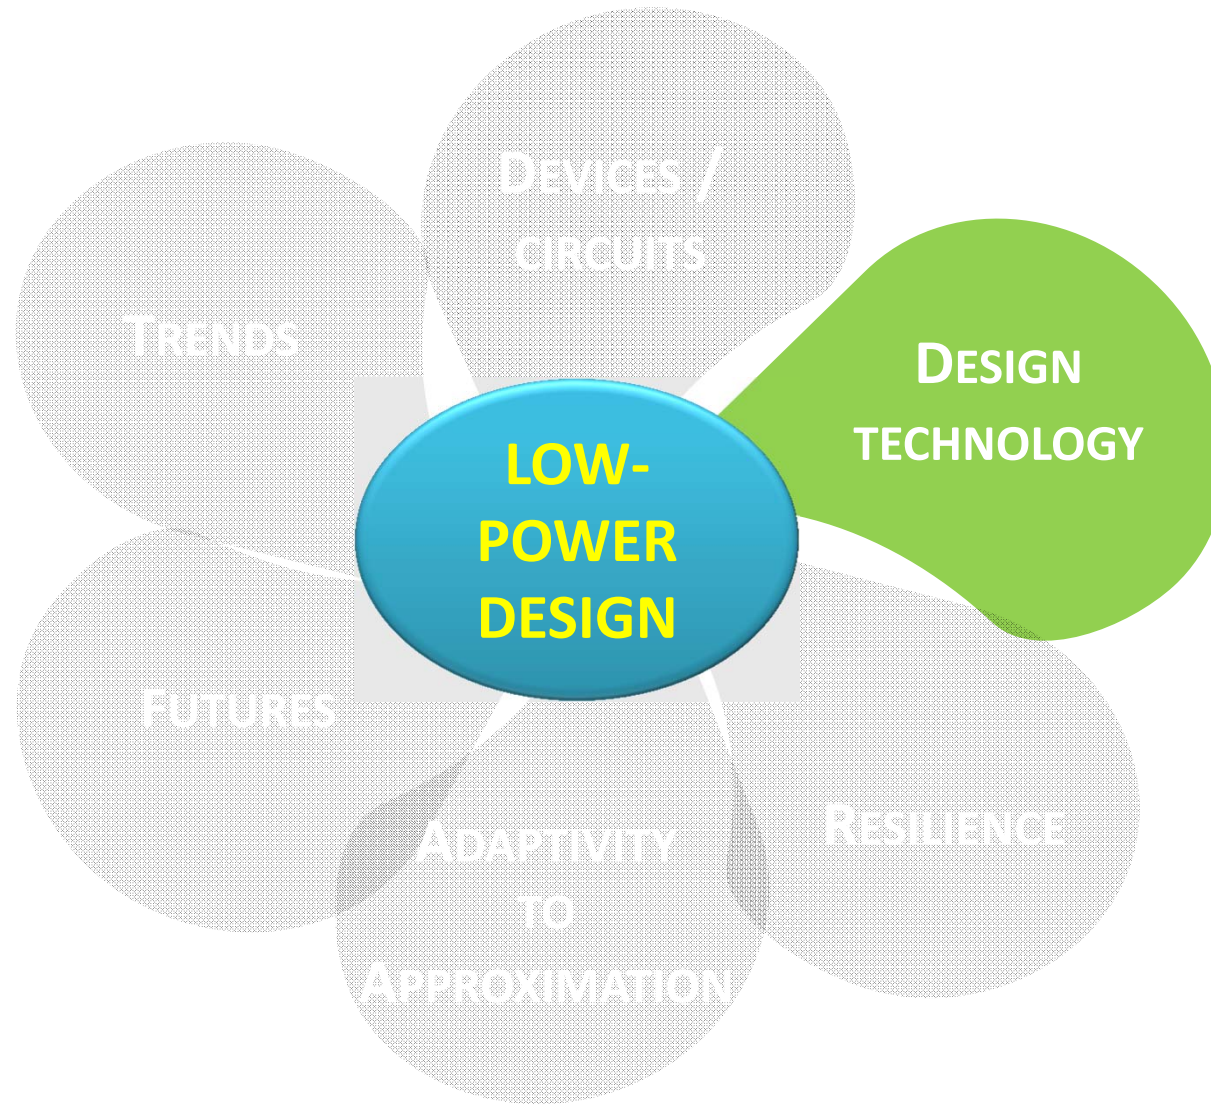 DEVICES /
CIRCUITS
TRENDS
DESIGN
TECHNOLOGY
LOW-
POWER
DESIGN
FUTURES
RESILIENCE
ADAPTIVITY
TO
APPROXIMATION